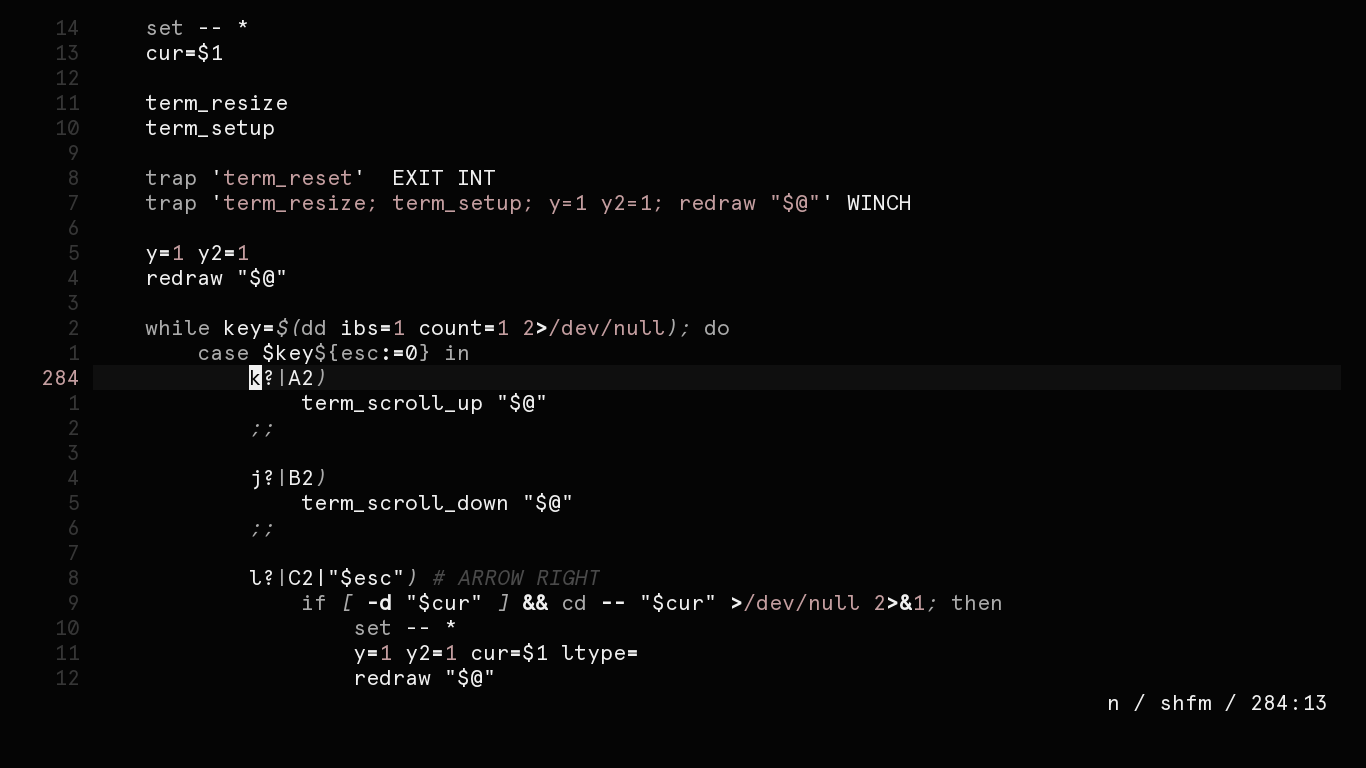 14 set -- *
13 cur=$1
12
11 term_resize
10 term_setup
9
8 trap 'term_reset'  EXIT INT
7 trap 'term_resize; term_setup; y=1 y2=1; redraw "$@"' WINCH
6
5 y=1 y2=1
4 redraw "$@"
3
2 while key=$(dd ibs=1 count=1 2>/dev/null); do
1     case $key${esc:=0} in
284         k?|A2)
1             term_scroll_up "$@"
2         ;;
3
4         j?|B2)
5             term_scroll_down "$@"
6         ;;
7
8         l?|C2|"$esc") # ARROW RIGHT
9             if [ -d "$cur" ] && cd -- "$cur" >/dev/null 2>&1; then
10                 set -- *
11                 y=1 y2=1 cur=$1 ltype=
12                 redraw "$@"
n / shfm / 284:13